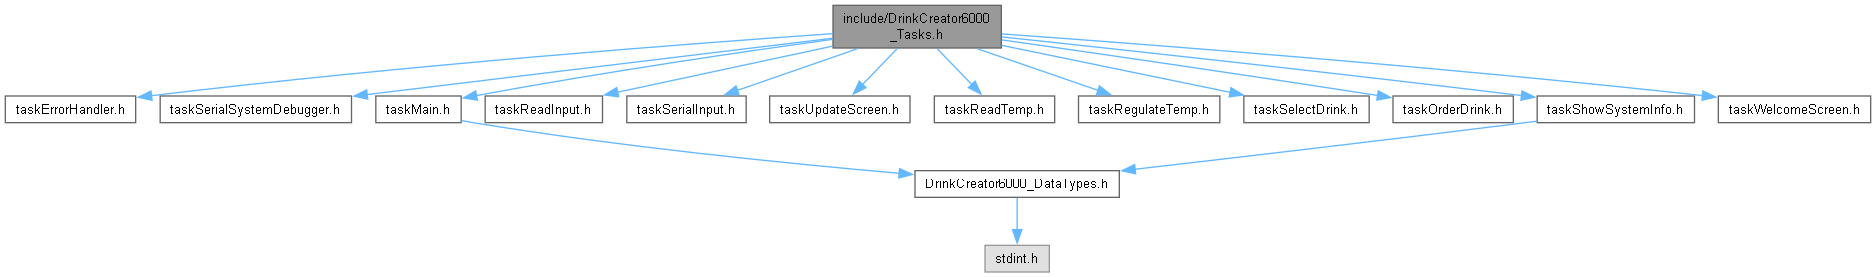 include/DrinkCreator6000
_Tasks.h
taskErrorHandler.h
taskSerialSystemDebugger.h
taskMain.h
taskReadInput.h
taskSerialInput.h
taskUpdateScreen.h
taskReadTemp.h
taskRegulateTemp.h
taskSelectDrink.h
taskOrderDrink.h
taskShowSystemInfo.h
taskWelcomeScreen.h
DrinkCreator6000_DataTypes.h
stdint.h